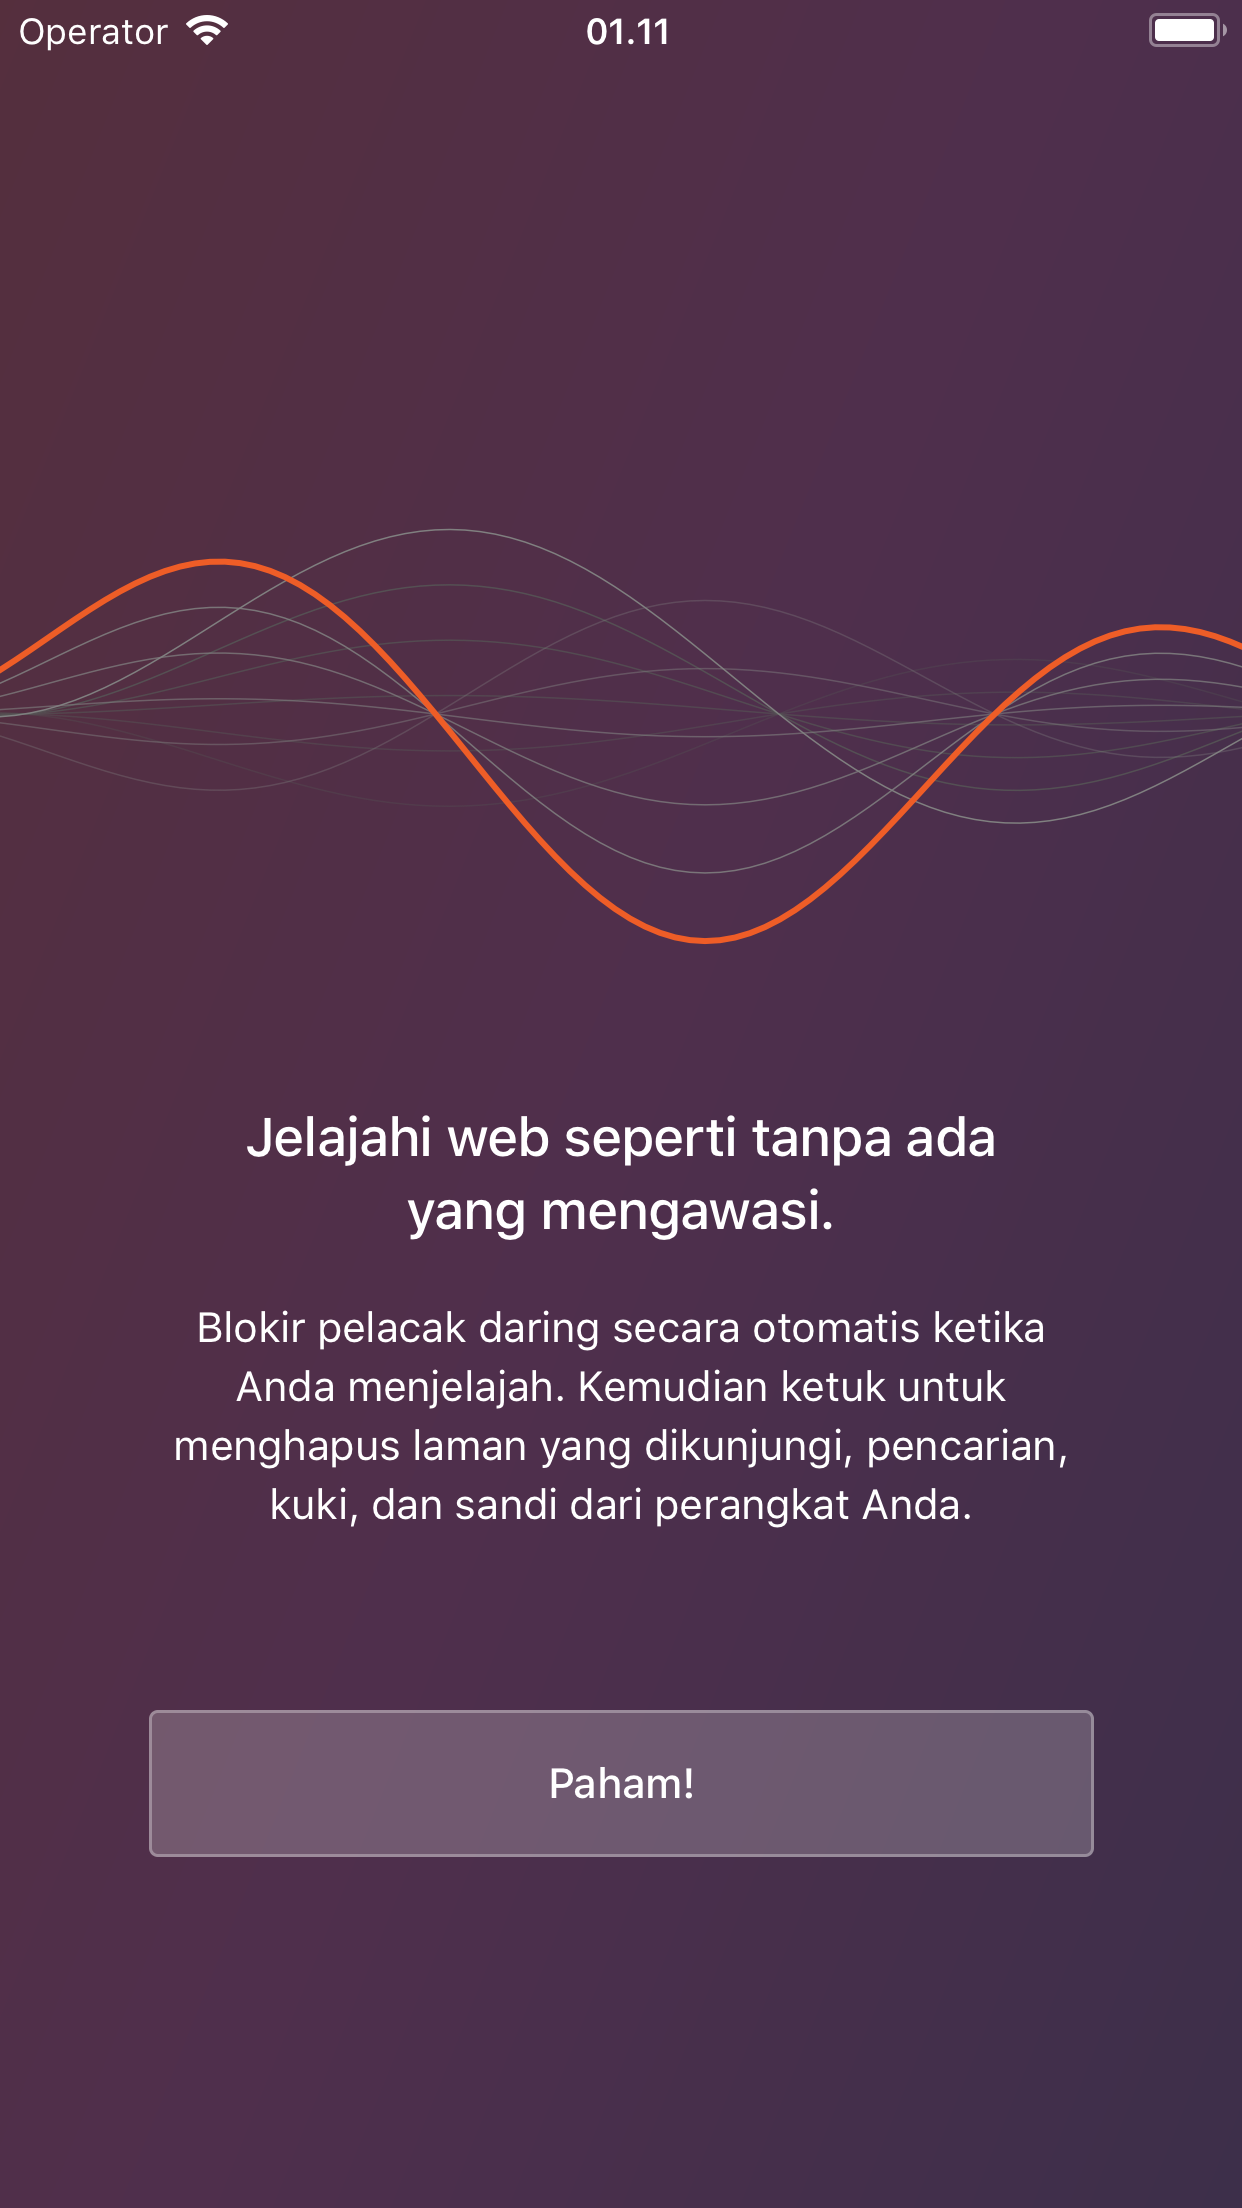 Operator
01.11
Jelajahi web seperti tanpa ada
yang mengawasi.
Blokir pelacak daring secara otomatis ketika
Anda menjelajah. Kemudian ketuk untuk
menghapus laman yang dikunjungi, pencarian,
kuki, dan sandi dari perangkat Anda.
Paham!